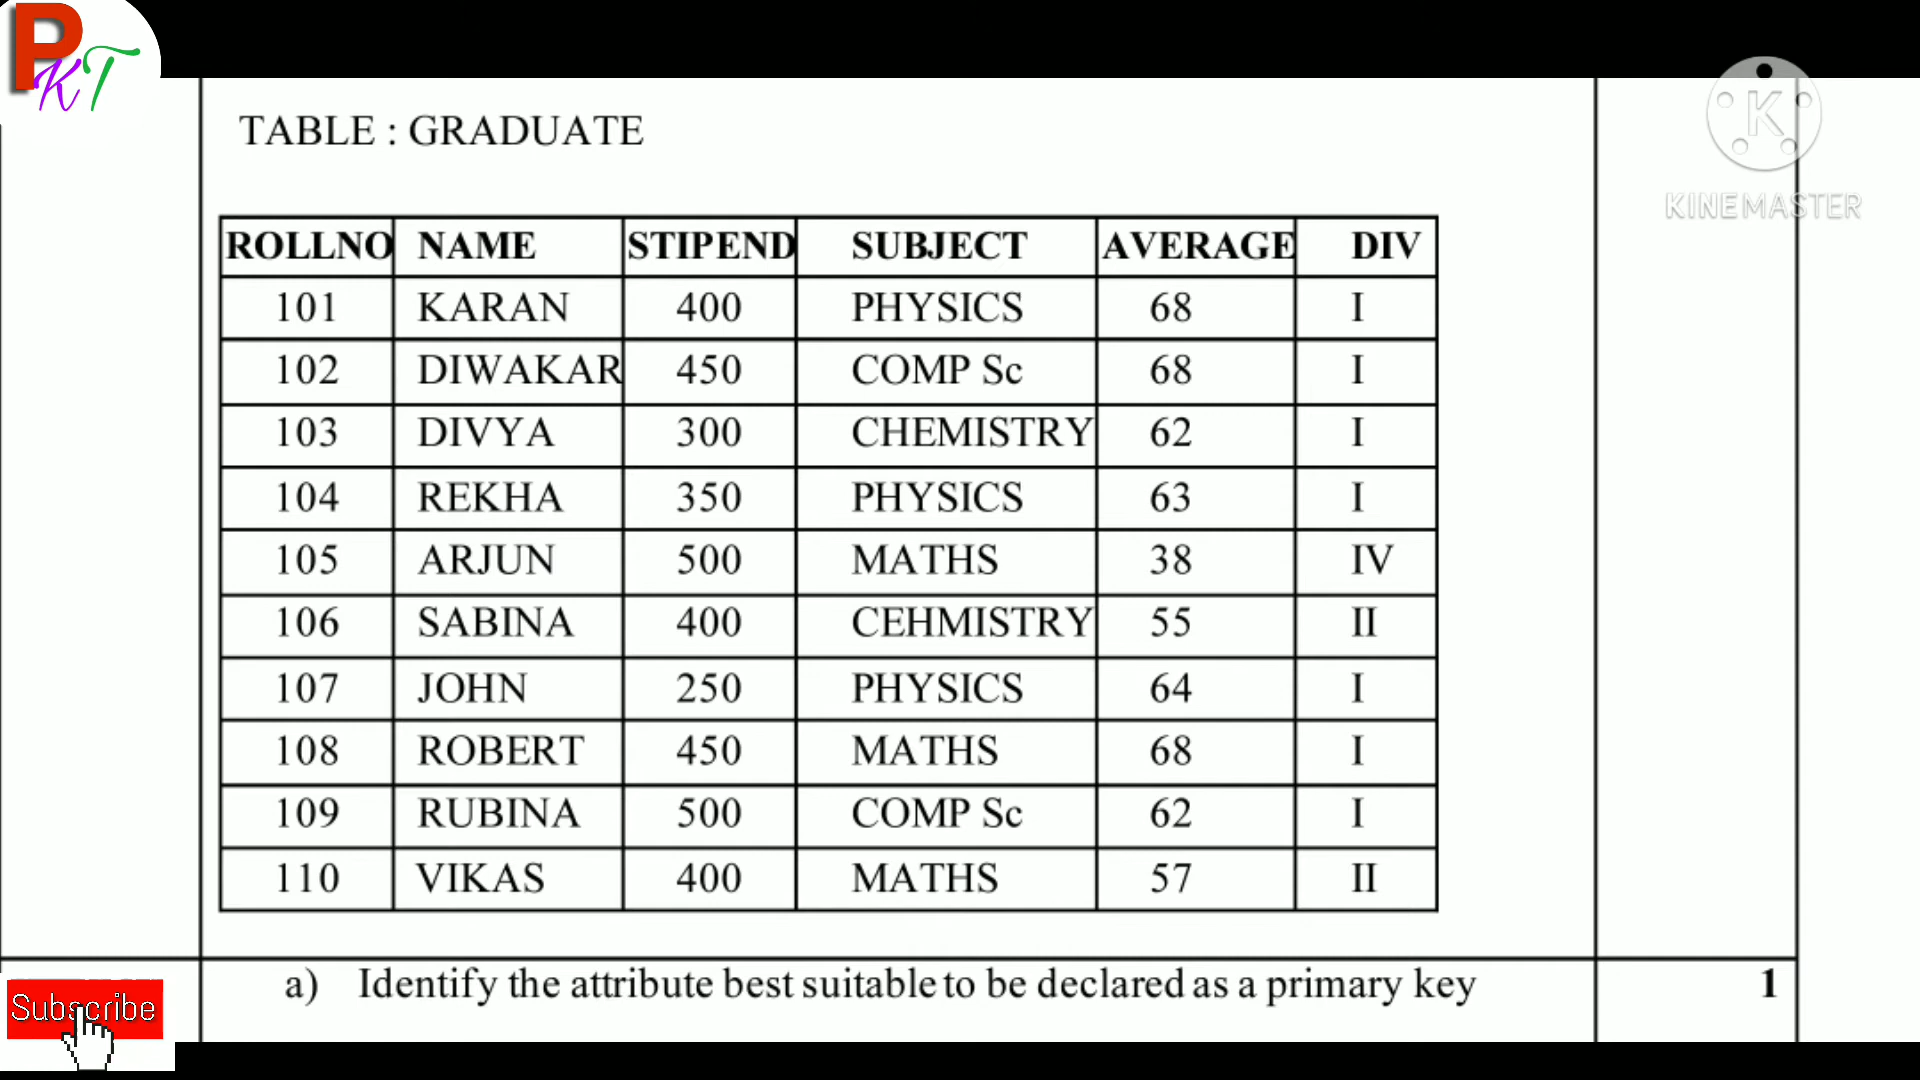 PKT
K
KINEMASTER
TABLE : GRADUATE
ROLLNO NAME STIPEND SUBJECT AVERAGE DIV
101 KARAN 400 PHYSICS 68 I
102 DIWAKAR 450 COMP Sc 68 I
103 DIVYA 300 CHEMISTRY 62 I
104 REKHA 350 PHYSICS 63 I
105 ARJUN 500 MATHS 38 IV
106 SABINA 400 CEHMISTRY 55 II
107 JOHN 250 PHYSICS 64 I
108 ROBERT 450 MATHS 68 I
109 RUBINA 500 COMP Sc 62 I
110 VIKAS 400 MATHS 57 II
a) Identify the attribute best suitable to be declared as a primary key 1
Subscribe